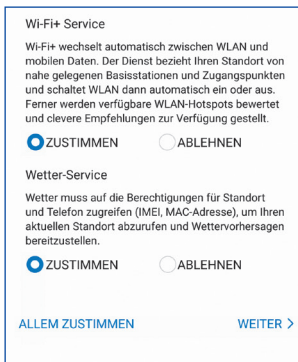 Wi-Fi+ Service
Wi-Fi+ wechselt automatisch zwischen WLAN und
mobilen Daten. Der Dienst bezieht Ihren Standort von
nahe gelegenen Basisstationen und Zugangspunkten
und schaltet WLAN dann automatisch ein oder aus.
Ferner werden verfügbare WLAN-Hotspots bewertet
und clevere Empfehlungen zur Verfügung gestellt.
ZUSTIMMEN ABLEHNEN
Wetter-Service
Wetter muss auf die Berechtigungen für Standort
und Telefon zugreifen (IMEI, MAC-Adresse), um Ihren
aktuellen Standort abzurufen und Wettervorhersagen
bereitzustellen.
ZUSTIMMEN ABLEHNEN
ALLEM ZUSTIMMEN WEITER >